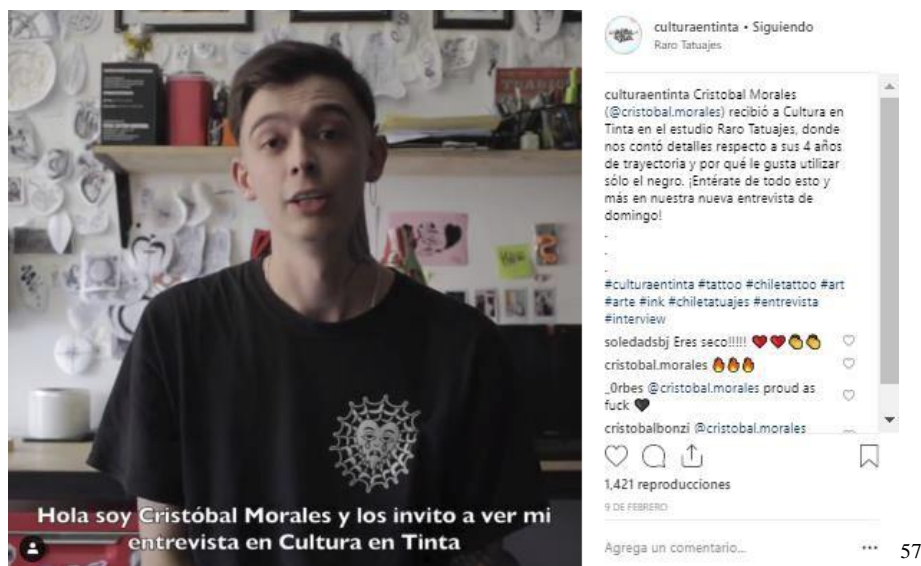 Hola soy Cristóbal Morales y los invito a ver mi
entrevista en Cultura en Tinta
culturaentinta • Siguiendo
Raro Tatuajes
culturaentinta Cristobal Morales
(@cristobal.morales) recibió a Cultura en
Tinta en el estudio Raro Tatuajes, donde
nos contó detalles respecto a sus 4 años
de trayectoria y por qué le gusta utilizar
sólo el negro. ¡Entérate de todo esto y
más en nuestra nueva entrevista de
domingo!
.
.
.
#culturaentinta #tattoo #chiletattoo #art
#arte #ink #chiletatuajes #entrevista
#interview
soledadsbj Eres seco!!!!! ❤️❤️👏👏
cristobal.morales 🔥🔥🔥
_0rbes @cristobal.morales proud as
fuck 🖤
cristobalbonzi @cristobal.morales
1,421 reproducciones
9 DE FEBRERO
Agrega un comentario...
57